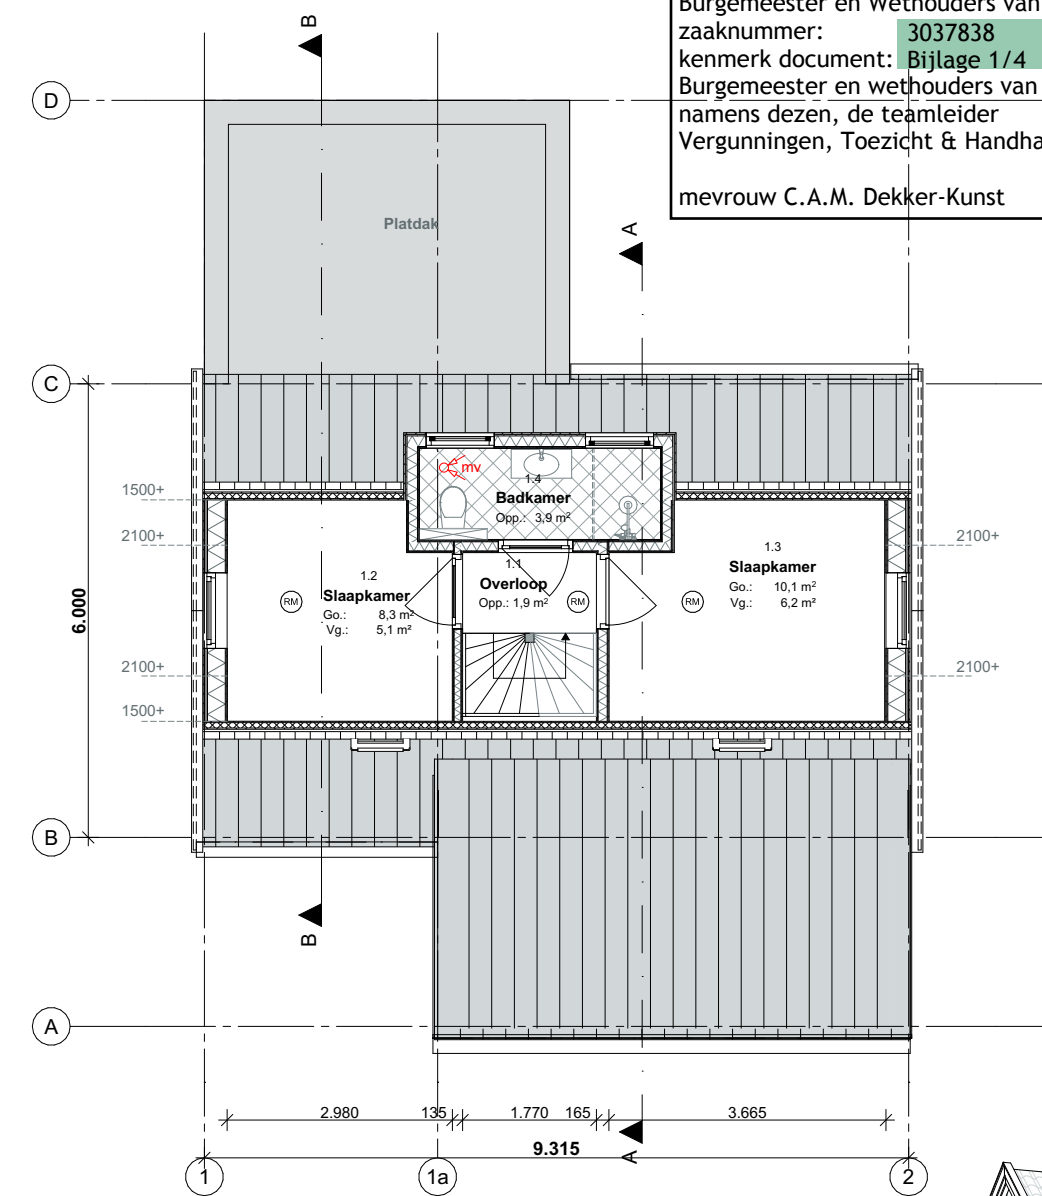 Burgemeester en Wethouders van
zaaknummer: 3037838
kenmerk document: Bijlage 1/4
Burgemeester en wethouders van
namens dezen, de teamleider
Vergunningen, Toezicht & Handha
mevrouw C.A.M. Dekker-Kunst
B
D
Platdak
A
C
1500+
2100+
mv
1.4
Badkamer
Opp.: 3,9 m²
2100+
1.1
Overloop
Opp.: 1,9 m²
1.2
Slaapkamer
Go.: 8,3 m²
Vg.: 5,1 m²
1.3
Slaapkamer
Go.: 10,1 m²
Vg.: 6,2 m²
RM
RM
RM
6.000
2100+
2100+
1500+
B
B
A
2.980
135
1.770
165
3.665
A
9.315
1
1a
2